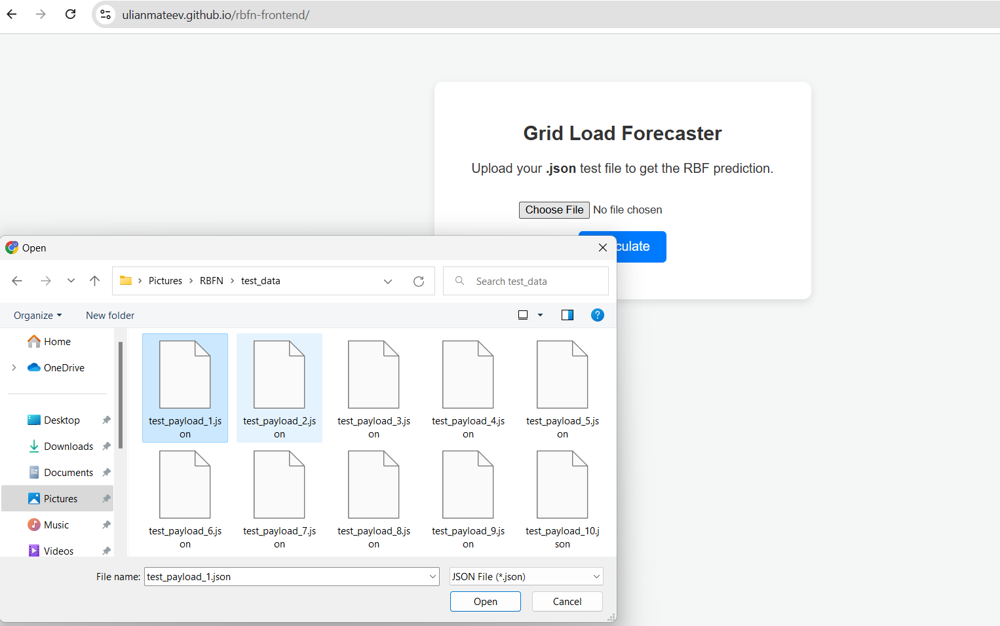 ulianmateev.github.io/rbfn-frontend/
Grid Load Forecaster
Upload your .json test file to get the RBF prediction.
Choose File No file chosen
culate
Open
Pictures > RBFN > test_data
Search test_data
Organize
New folder
Home
OneDrive
Desktop
Downloads
Documents
Pictures
Music
Videos
test_payload_1.js
on
test_payload_2.js
on
test_payload_3.js
on
test_payload_4.js
on
test_payload_5.js
on
test_payload_6.js
on
test_payload_7.js
on
test_payload_8.js
on
test_payload_9.js
on
test_payload_10.j
son
File name: test_payload_1.json
JSON File (*.json)
Open
Cancel